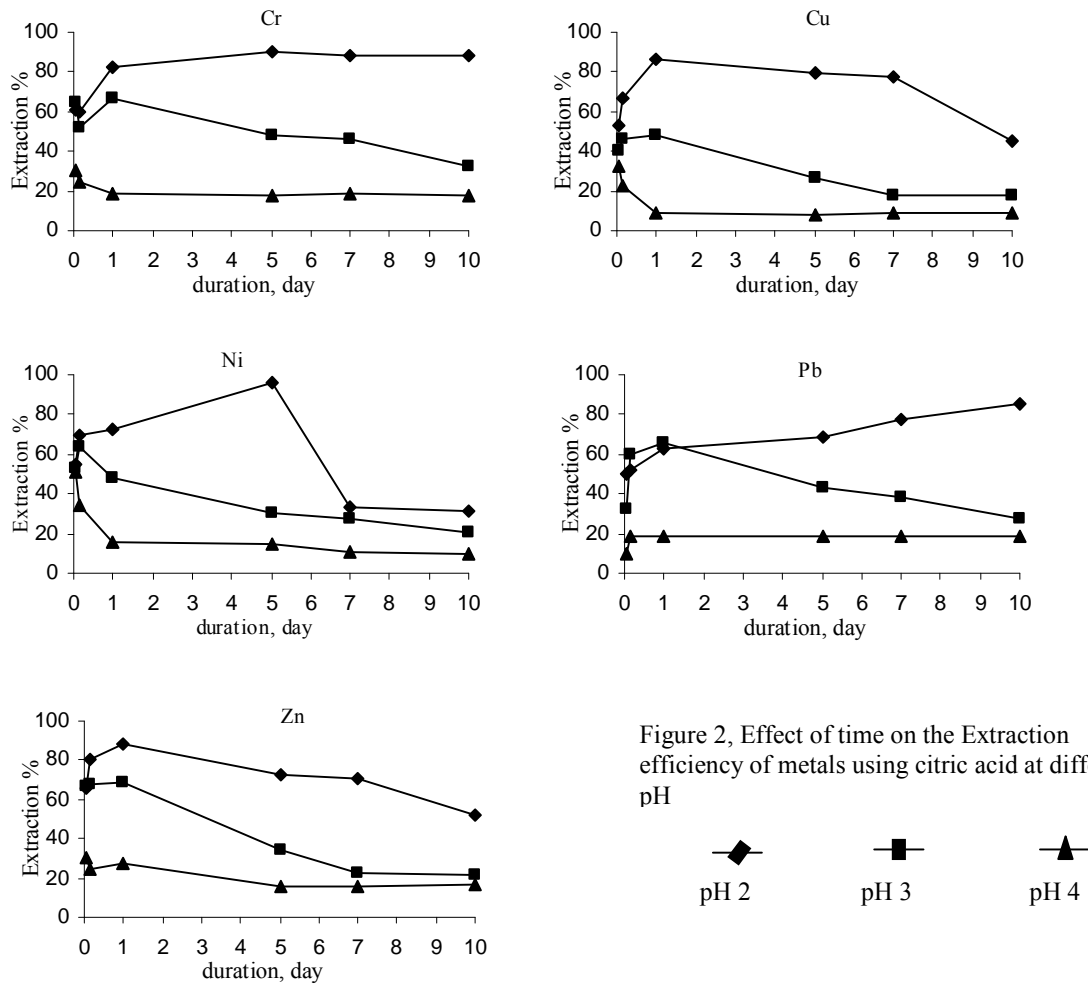 Cr
100
80
60
40
20
0
Extraction %
0 1 2 3 4 5 6 7 8 9 10
duration, day
Cu
100
80
60
40
20
0
Extraction %
0 1 2 3 4 5 6 7 8 9 10
duration, day
Ni
100
80
60
40
20
0
Extraction %
0 1 2 3 4 5 6 7 8 9 10
duration, day
Pb
100
80
60
40
20
0
Extraction %
0 1 2 3 4 5 6 7 8 9 10
duration, day
Zn
100
80
60
40
20
0
Extraction %
0 1 2 3 4 5 6 7 8 9 10
duration, day
Figure 2, Effect of time on the Extraction
efficiency of metals using citric acid at diffe
pH
pH 2 pH 3 pH 4